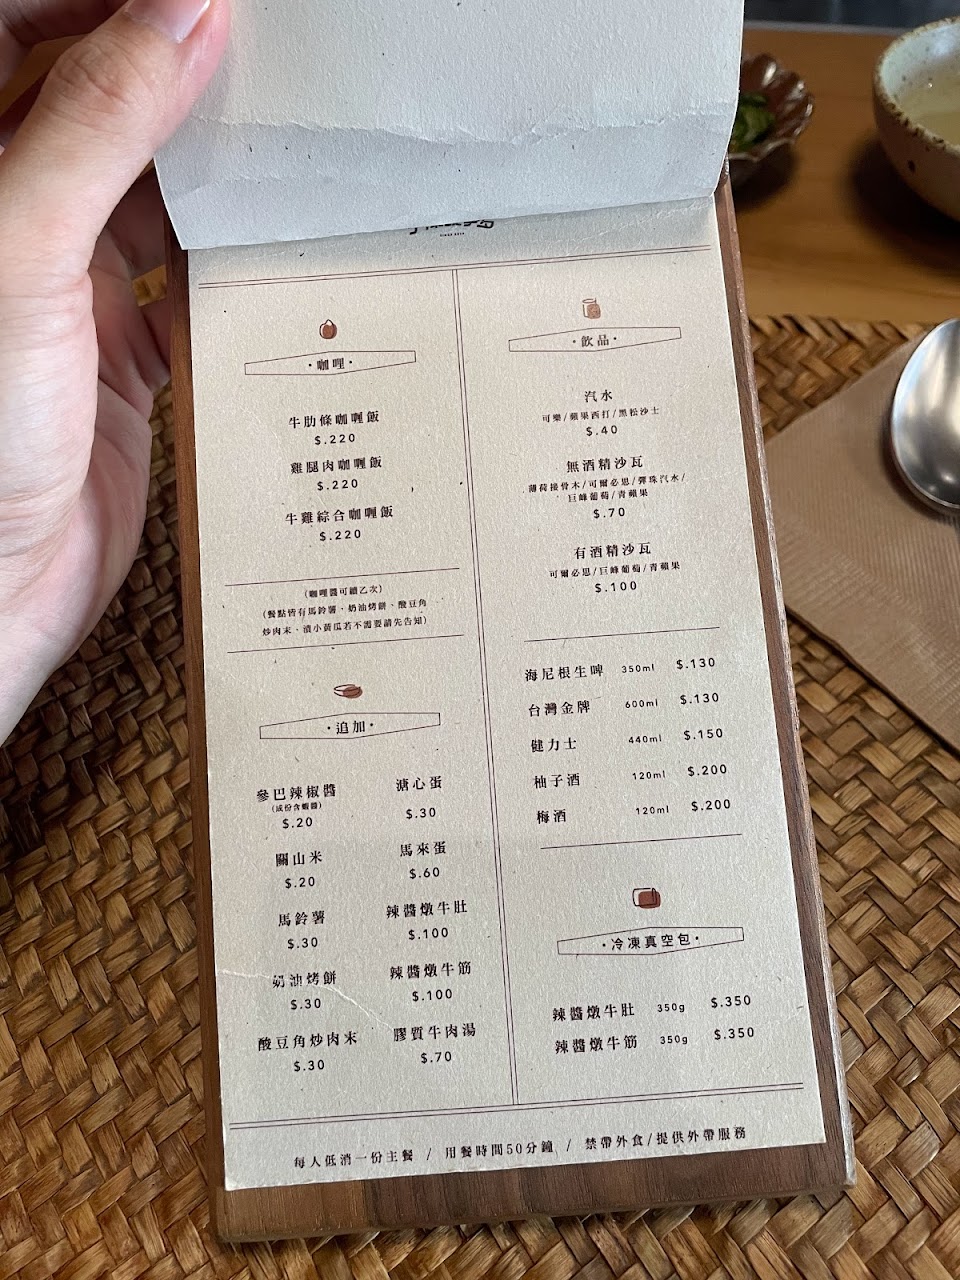 ·咖哩·
牛肋條咖喱飯
$.220
雞腿肉咖喱飯
$.220
牛雞綜合咖喱飯
$.220
(咖哩醬可續乙次)
(餐點皆有馬鈴薯、奶油烤餅、酸豆角
炒肉末、漬小黃瓜若不需要請先告知)
·追加·
參巴辣椒醬
(成份含蝦醬)
$.20
關山米
$.20
馬鈴薯
$.30
奶油烤餅
$.30
酸豆角炒肉末
$.30
溏心蛋
$.30
馬來蛋
$.60
辣醬燉牛肚
$.100
辣醬燉牛筋
$.100
膠質牛肉湯
$.70
·飲品·
汽水
可樂/蘋果西打/黑松沙士
$.40
無酒精沙瓦
薄荷接骨木/可爾必思/彈珠汽水/
巨峰葡萄/青蘋果
$.70
有酒精沙瓦
可爾必思/巨峰葡萄/青蘋果
$.100
海尼根生啤 350ml $.130
台灣金牌 600ml $.130
健力士 440ml $.150
柚子酒 120ml $.200
梅酒 120ml $.200
·冷凍真空包·
辣醬燉牛肚 350g $.350
辣醬燉牛筋 350g $.350
每人低消一份主餐 / 用餐時間50分鐘 / 禁帶外食/提供外帶服務